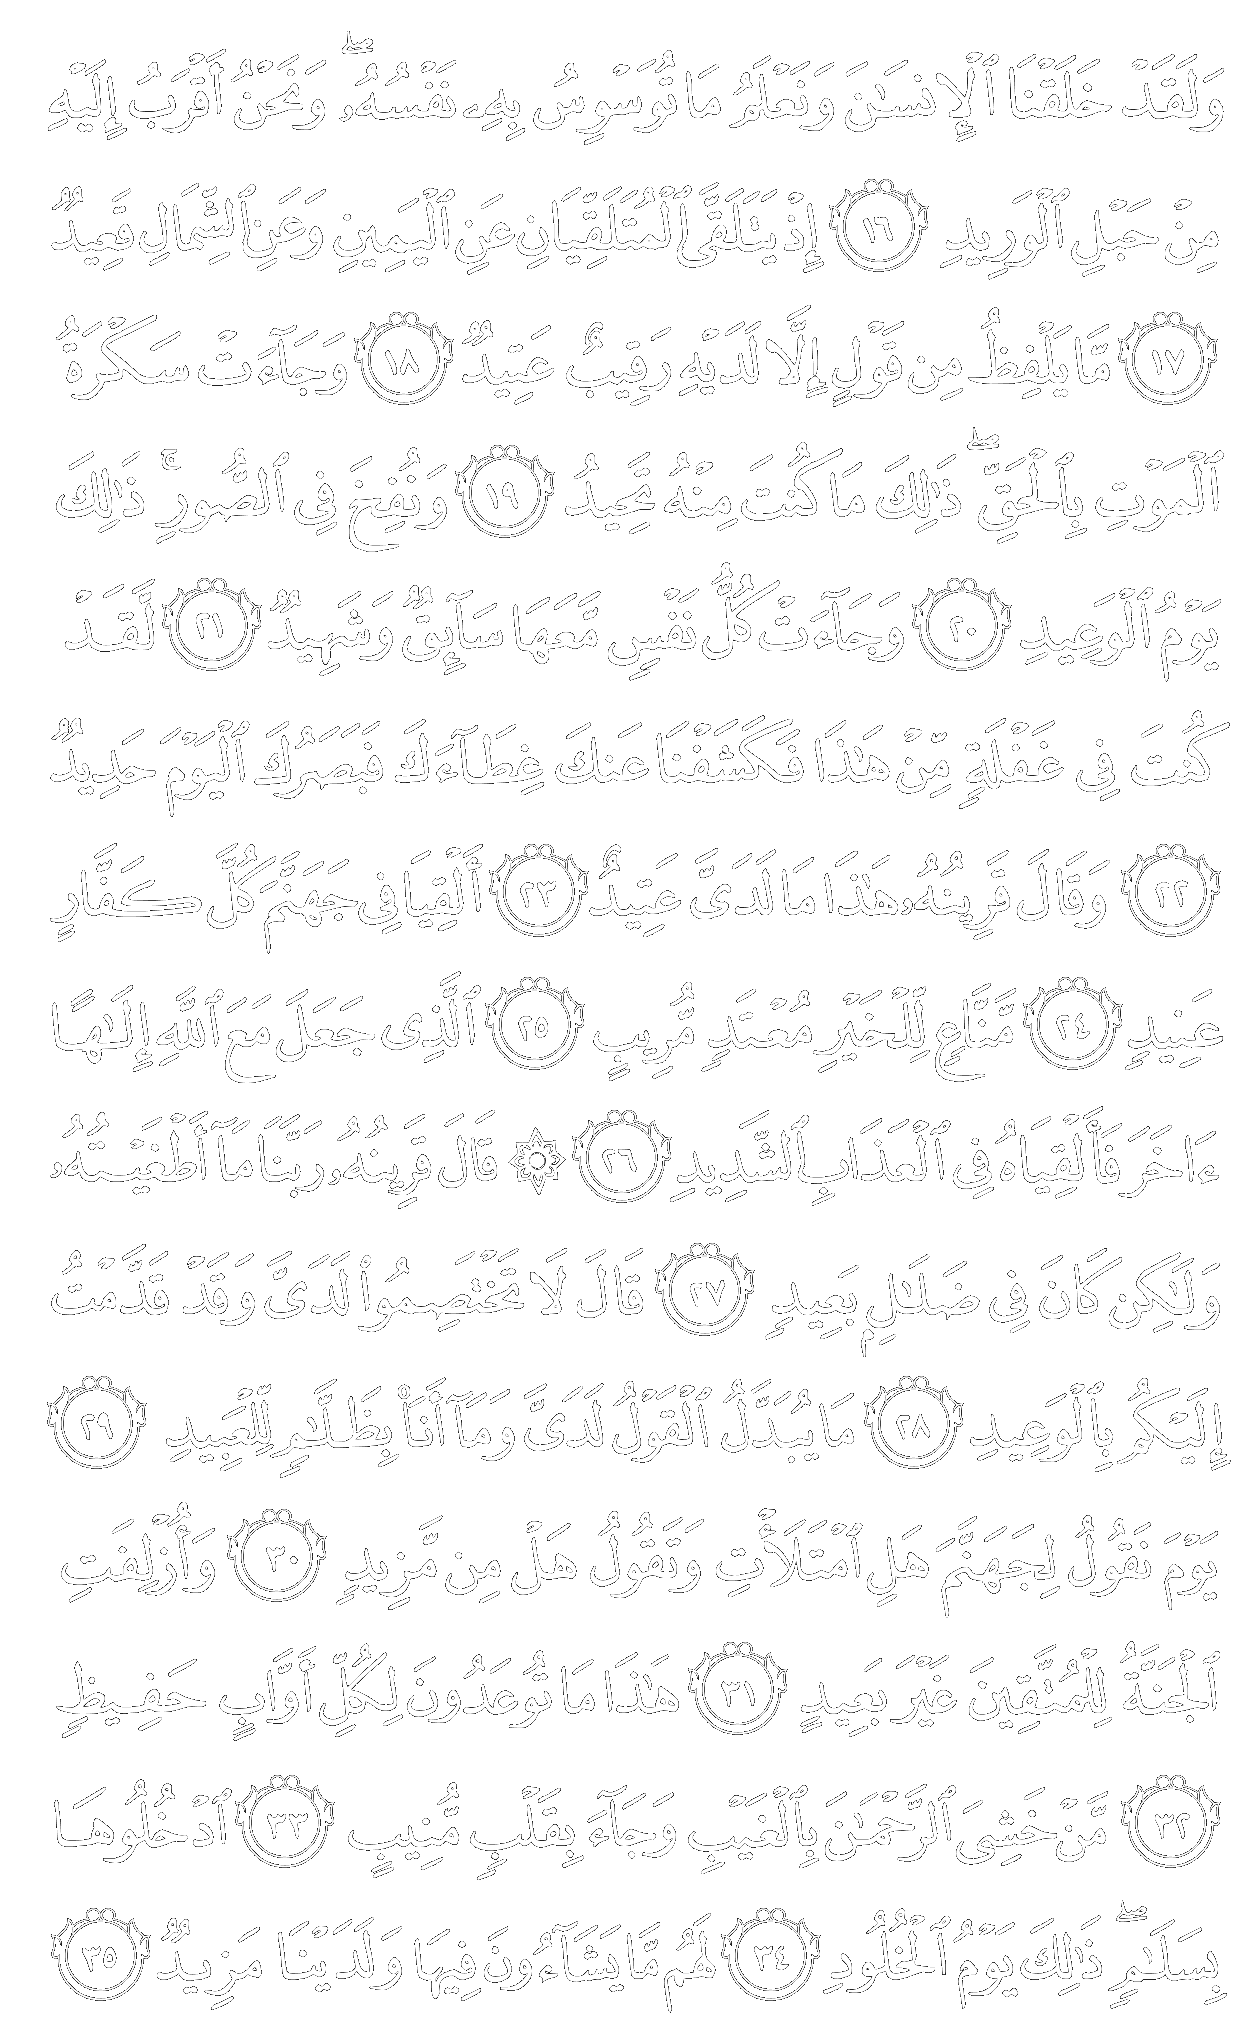 وَلَقَدْ خَلَقْنَا ٱلْإِنسَٰنَ وَنَعْلَمُ مَا تُوَسْوِسُ بِهِۦ نَفْسُهُۥ ۖ وَنَحْنُ أَقْرَبُ إِلَيْهِ
مِنْ حَبْلِ ٱلْوَرِيدِ ١٦ إِذْ يَتَلَقَّى ٱلْمُتَلَقِّيَانِ عَنِ ٱلْيَمِينِ وَعَنِ ٱلشِّمَالِ قَعِيدٌ
١٧ مَّا يَلْفِظُ مِن قَوْلٍ إِلَّا لَدَيْهِ رَقِيبٌ عَتِيدٌ ١٨ وَجَآءَتْ سَكْرَةُ
ٱلْمَوْتِ بِٱلْحَقِّ ۖ ذَٰلِكَ مَا كُنتَ مِنْهُ تَحِيدُ ١٩ وَنُفِخَ فِى ٱلصُّورِ ۚ ذَٰلِكَ
يَوْمُ ٱلْوَعِيدِ ٢٠ وَجَآءَتْ كُلُّ نَفْسٍ مَّعَهَا سَآئِقٌ وَشَهِيدٌ ٢١ لَّقَدْ
كُنتَ فِى غَفْلَةٍ مِّنْ هَٰذَا فَكَشَفْنَا عَنكَ غِطَآءَكَ فَبَصَرُكَ ٱلْيَوْمَ حَدِيدٌ
٢٢ وَقَالَ قَرِينُهُۥ هَٰذَا مَا لَدَىَّ عَتِيدٌ ٢٣ أَلْقِيَا فِى جَهَنَّمَ كُلَّ كَفَّارٍ
عَنِيدٍ ٢٤ مَّنَّاعٍ لِّلْخَيْرِ مُعْتَدٍ مُّرِيبٍ ٢٥ ٱلَّذِى جَعَلَ مَعَ ٱللَّهِ إِلَٰهًا
ءَاخَرَ فَأَلْقِيَاهُ فِى ٱلْعَذَابِ ٱلشَّدِيدِ ٢٦ ۞ قَالَ قَرِينُهُۥ رَبَّنَا مَآ أَطْغَيْتُهُۥ
وَلَٰكِن كَانَ فِى ضَلَٰلٍۭ بَعِيدٍ ٢٧ قَالَ لَا تَخْتَصِمُوا۟ لَدَىَّ وَقَدْ قَدَّمْتُ
إِلَيْكُم بِٱلْوَعِيدِ ٢٨ مَا يُبَدَّلُ ٱلْقَوْلُ لَدَىَّ وَمَآ أَنَا۠ بِظَلَّٰمٍ لِّلْعَبِيدِ ٢٩
يَوْمَ نَقُولُ لِجَهَنَّمَ هَلِ ٱمْتَلَأْتِ وَتَقُولُ هَلْ مِن مَّزِيدٍ ٣٠ وَأُزْلِفَتِ
ٱلْجَنَّةُ لِلْمُتَّقِينَ غَيْرَ بَعِيدٍ ٣١ هَٰذَا مَا تُوعَدُونَ لِكُلِّ أَوَّابٍ حَفِيظٍ
٣٢ مَّنْ خَشِىَ ٱلرَّحْمَٰنَ بِٱلْغَيْبِ وَجَآءَ بِقَلْبٍ مُّنِيبٍ ٣٣ ٱدْخُلُوهَا
بِسَلَٰمٍ ۖ ذَٰلِكَ يَوْمُ ٱلْخُلُودِ ٣٤ لَهُم مَّا يَشَآءُونَ فِيهَا وَلَدَيْنَا مَزِيدٌ ٣٥